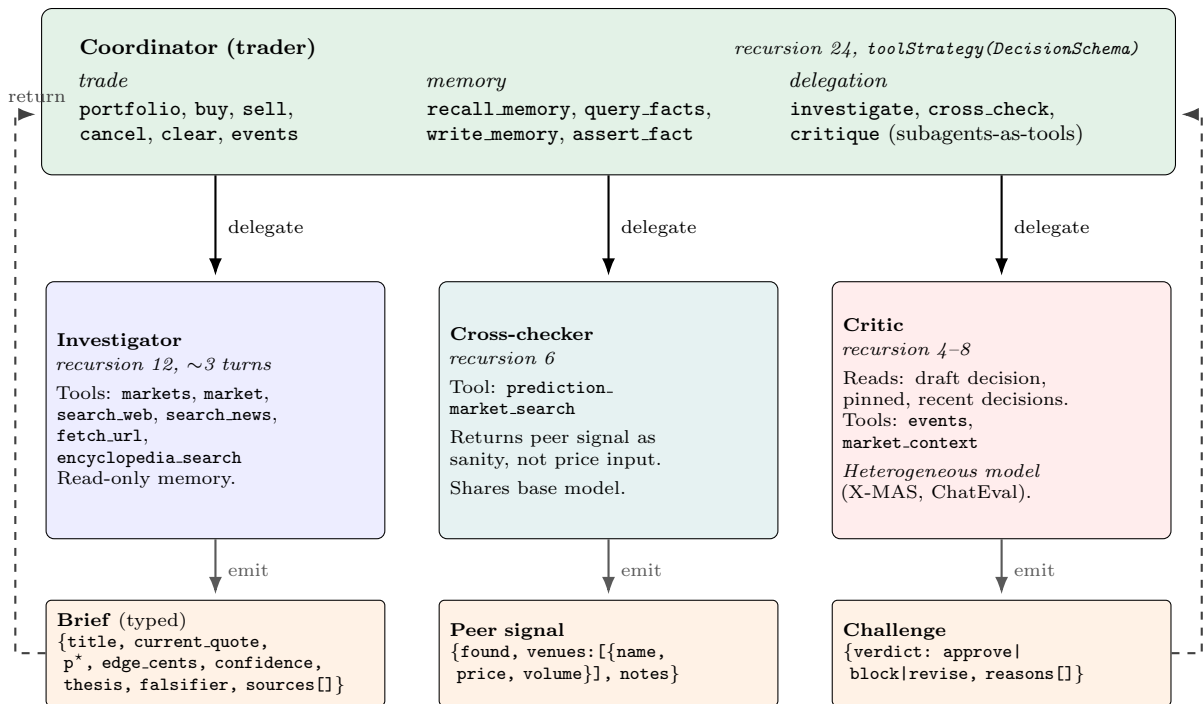 Coordinator (trader)
recursion 24, toolStrategy(DecisionSchema)
trade
portfolio, buy, sell,
cancel, clear, events
memory
recall_memory, query_facts,
write_memory, assert_fact
delegation
investigate, cross_check,
critique (subagents-as-tools)
return
delegate
delegate
delegate
Investigator
recursion 12, ~3 turns
Tools: markets, market,
search_web, search_news,
fetch_url,
encyclopedia_search
Read-only memory.
Cross-checker
recursion 6
Tool: prediction_
market_search
Returns peer signal as
sanity, not price input.
Shares base model.
Critic
recursion 4–8
Reads: draft decision,
pinned, recent decisions.
Tools: events,
market_context
Heterogeneous model
(X-MAS, ChatEval).
emit
emit
emit
Brief (typed)
{title, current_quote,
p*, edge_cents, confidence,
thesis, falsifier, sources[]}
Peer signal
{found, venues:[{name,
price, volume}], notes}
Challenge
{verdict: approve|
block|revise, reasons[]}